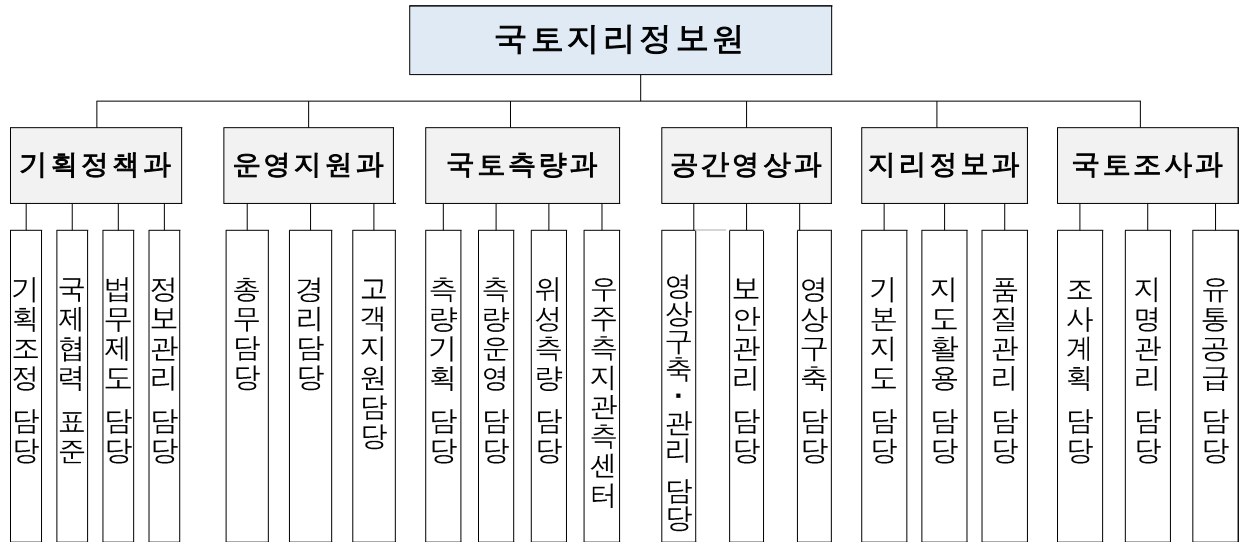 국토지리정보원
기획정책과
운영지원과
국토측량과
공간영상과
지리정보과
국토조사과
기획조정 담당
국제협력 표준
법무제도 담당
정보관리 담당
총무담당
경리담당
고객지원담당
측량기획 담당
측량운영 담당
위성측량 담당
우주측지관측센터
영상구축·관리 담당
보안관리 담당
영상구축 담당
기본지도 담당
지도활용 담당
품질관리 담당
조사계획 담당
지명관리 담당
유통공급 담당